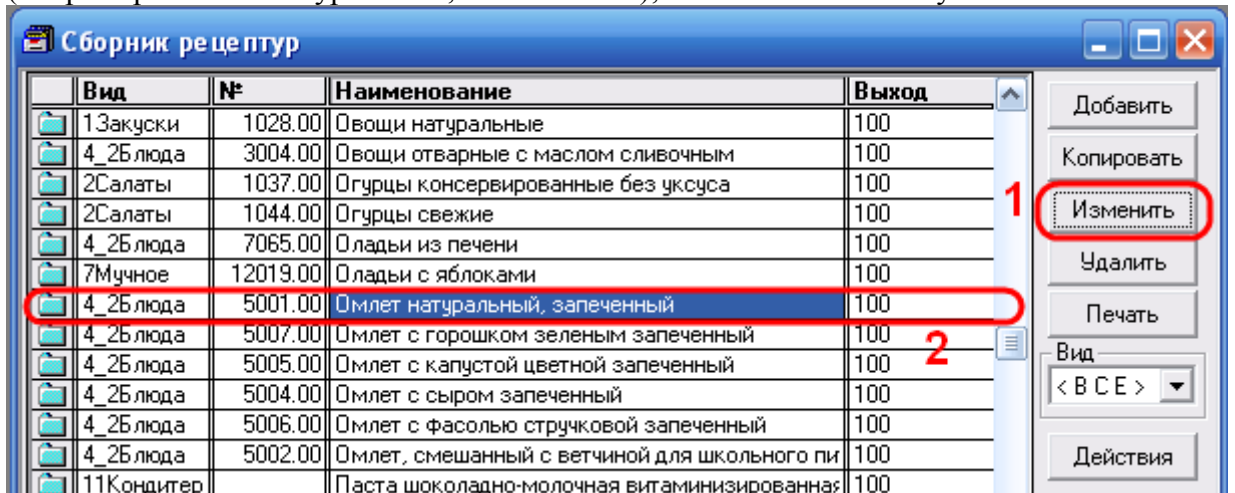 Сборник рецептур
Вид № Наименование Выход
1Закуски 1028.00 Овощи натуральные 100
4_2Блюда 3004.00 Овощи отварные с маслом сливочным 100
2Салаты 1037.00 Огурцы консервированные без уксуса 100
2Салаты 1044.00 Огурцы свежие 100
4_2Блюда 7065.00 Оладьи из печени 100
7Мучное 12019.00 Оладьи с яблоками 100
4_2Блюда 5001.00 Омлет натуральный, запеченный 100
4_2Блюда 5007.00 Омлет с горошком зеленым запеченный 100
4_2Блюда 5005.00 Омлет с капустой цветной запеченный 100
4_2Блюда 5004.00 Омлет с сыром запеченный 100
4_2Блюда 5006.00 Омлет с фасолью стручковой запеченный 100
4_2Блюда 5002.00 Омлет, смешанный с ветчиной для школьного пи 100
11Кондитер Паста шоколадно-молочная витаминизированная 100
1
2
Добавить
Копировать
Изменить
Удалить
Печать
Вид
< В С Е >
Действия